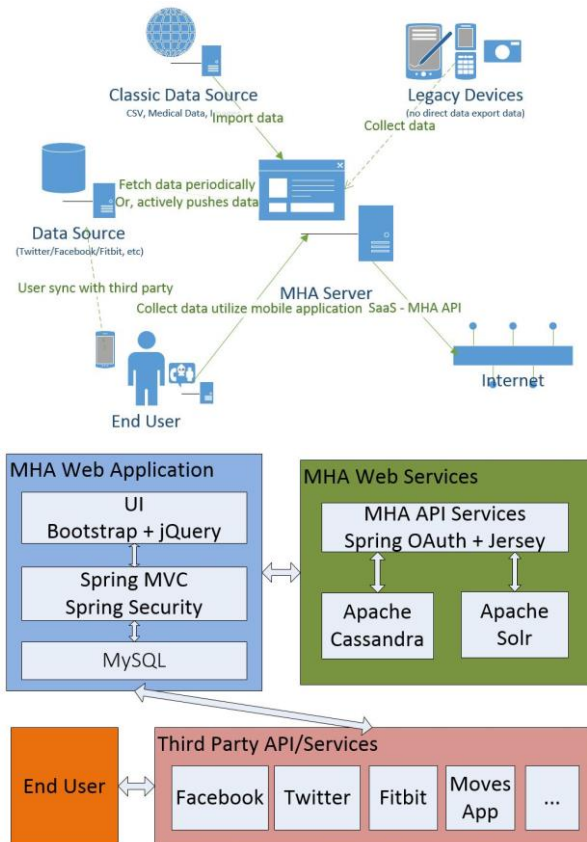 Classic Data Source
CSV, Medical Data, I
Import data
Legacy Devices
(no direct data export data)
Collect data
Fetch data periodically
Or, actively pushes data
Data Source
(Twitter/Facebook/Fitbit, etc)
User sync with third party
MHA Server
Collect data utilize mobile application
SaaS - MHA API
Internet
End User
MHA Web Application
UI
Bootstrap + jQuery
Spring MVC
Spring Security
MySQL
MHA Web Services
MHA API Services
Spring OAuth + Jersey
Apache
Cassandra
Apache
Solr
End User
Third Party API/Services
Facebook
Twitter
Fitbit
Moves
App
...